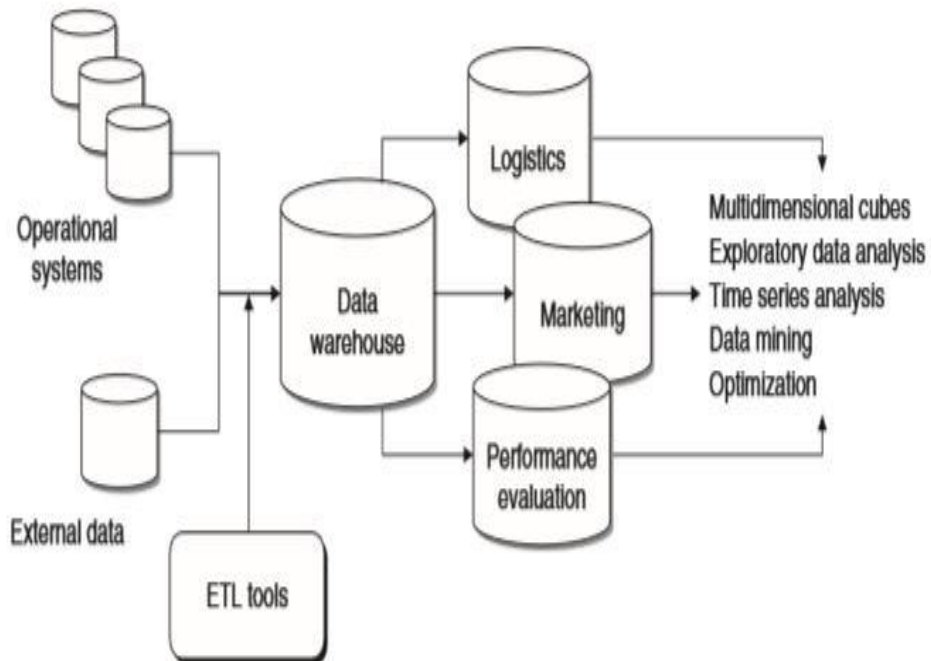 Operational
systems
External data
ETL tools
Data
warehouse
Logistics
Marketing
Performance
evaluation
Multidimensional cubes
Exploratory data analysis
Time series analysis
Data mining
Optimization